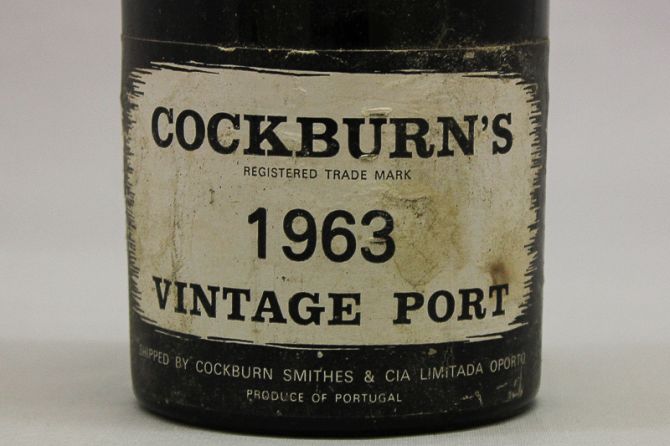 COCKBURN'S
REGISTERED TRADE MARK
1963
VINTAGE PORT
SHIPPED BY COCKBURN SMITHES & CIA LIMITADA OPORTO
PRODUCE OF PORTUGAL